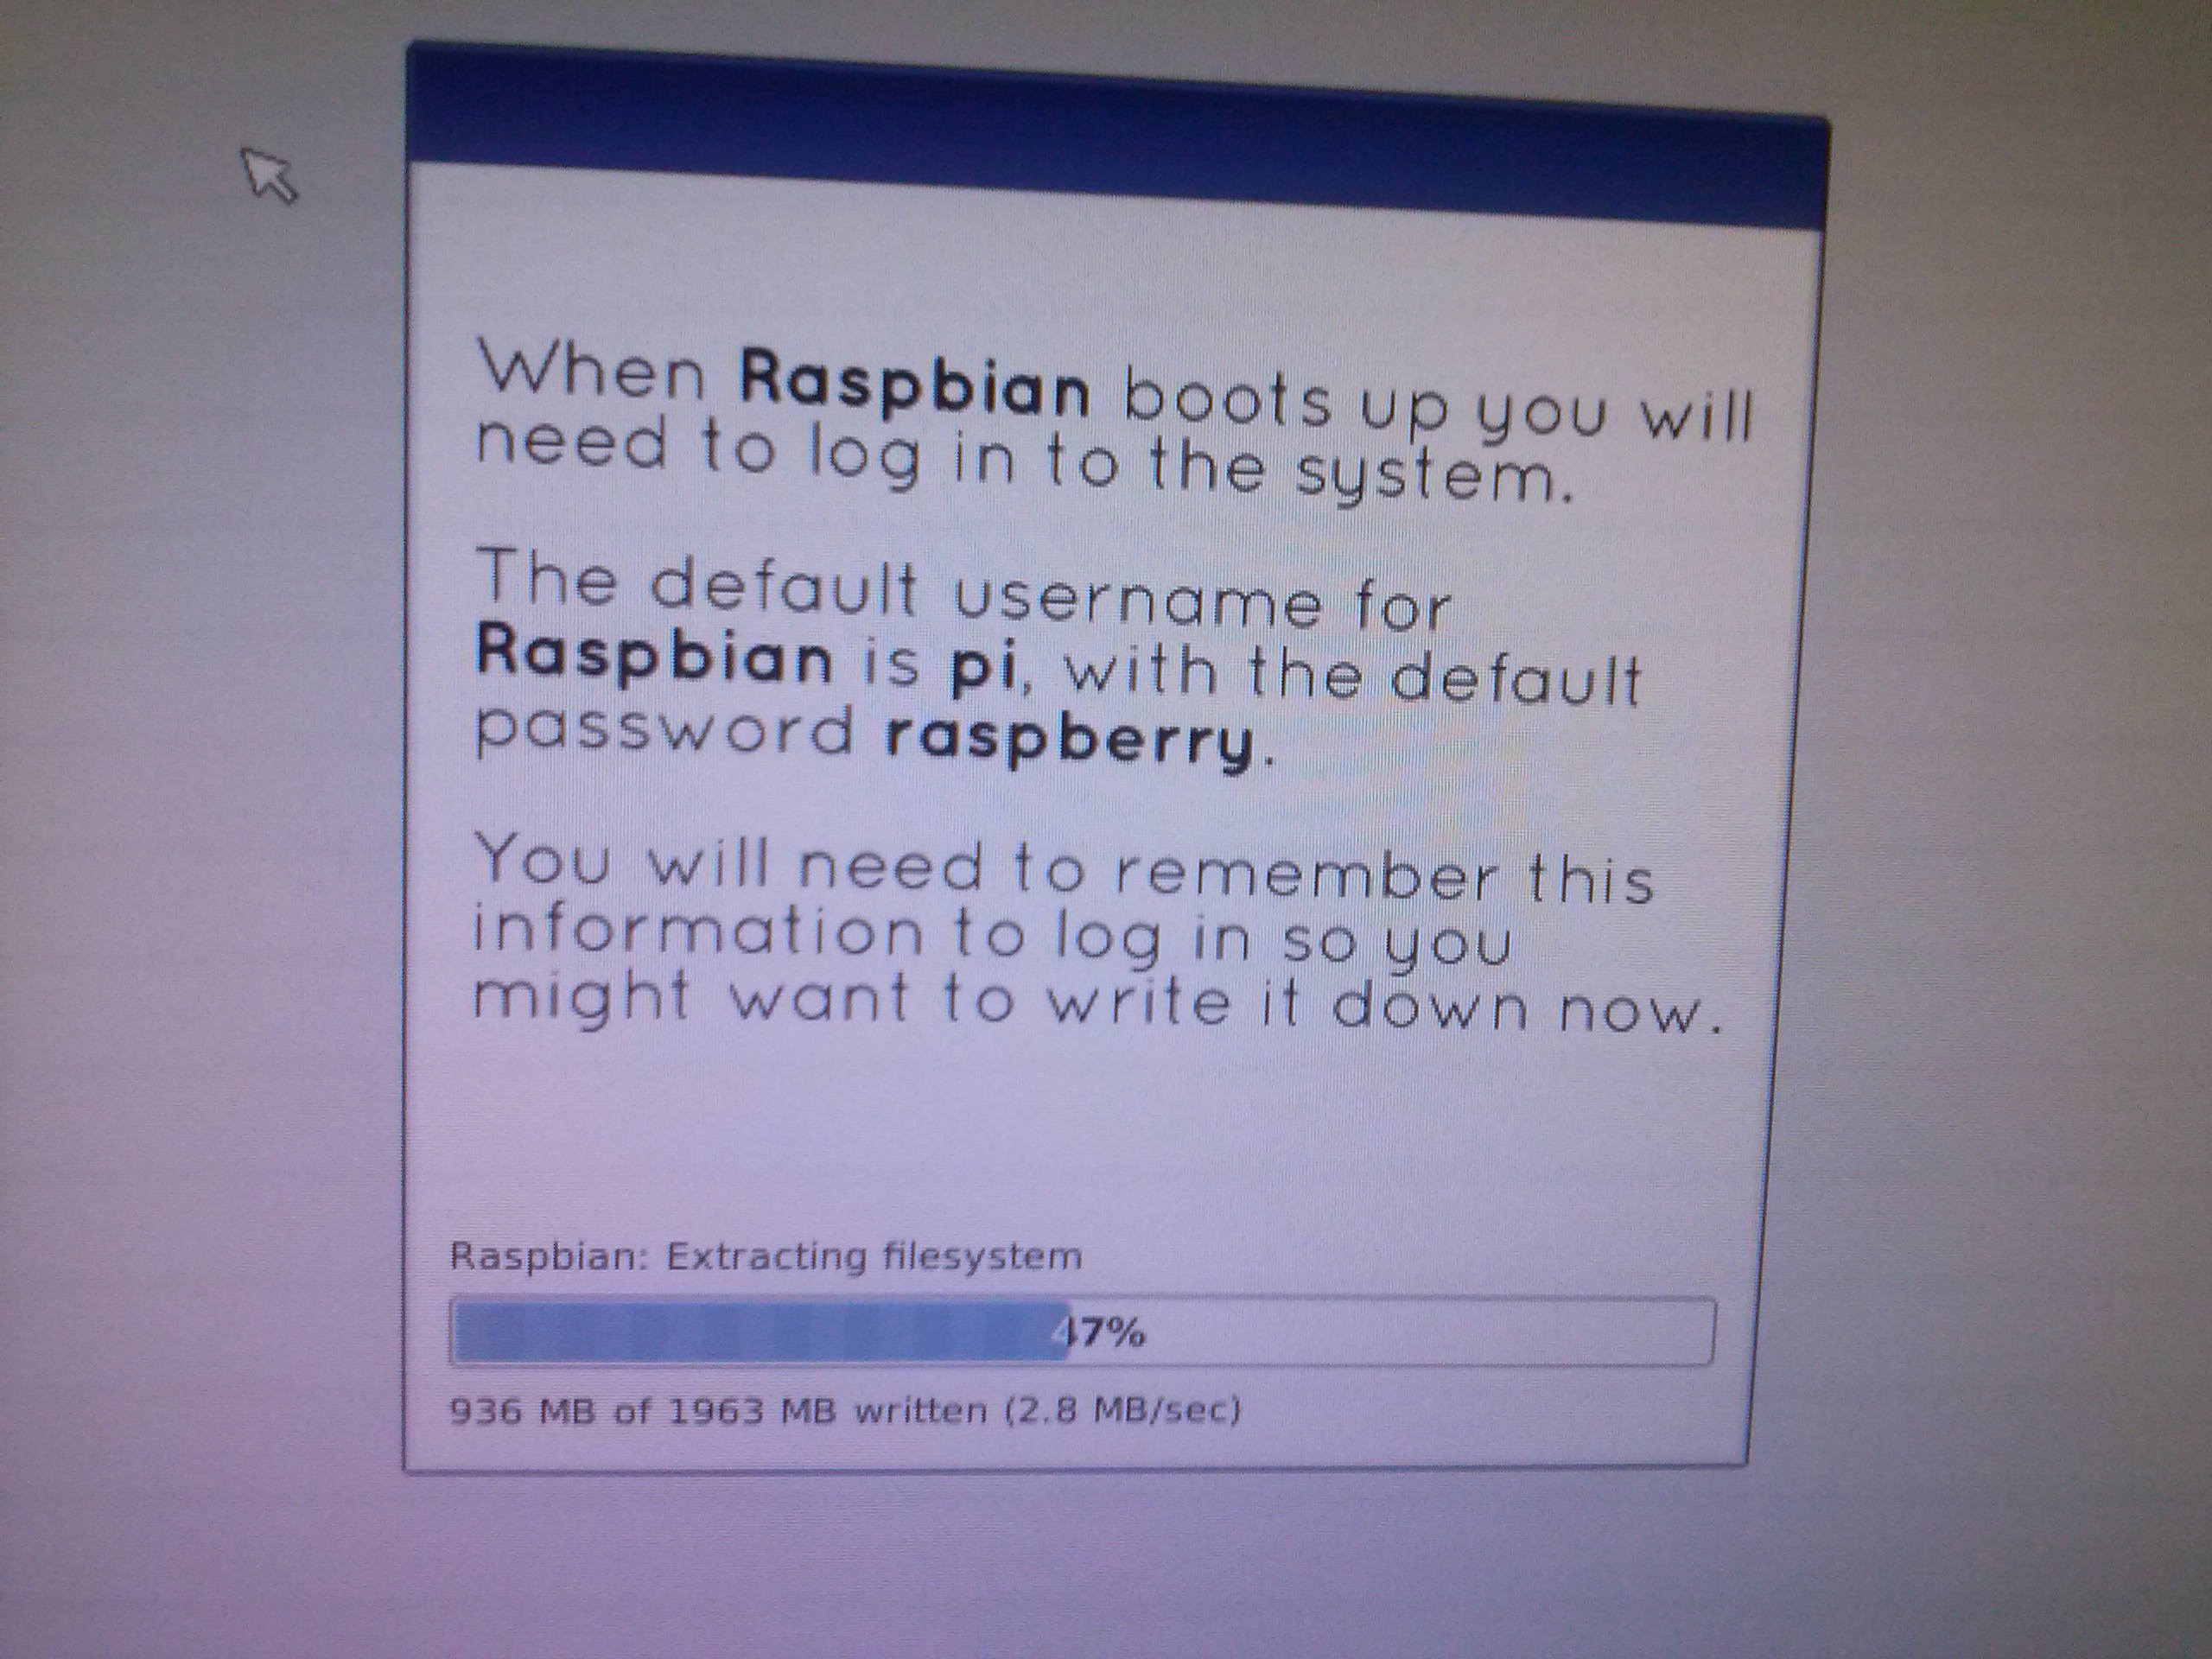 When Raspbian boots up you will
need to log in to the system.
The default username for
Raspbian is pi, with the default
password raspberry.
You will need to remember this
information to log in so you
might want to write it down now.
Raspbian: Extracting filesystem
47%
936 MB of 1963 MB written (2.8 MB/sec)